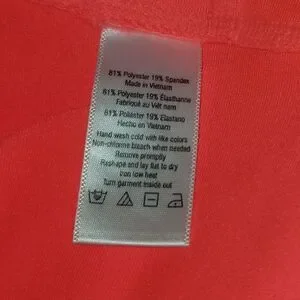 81% Polyester 19% Spandex
Made in Vietnam
81% Polyester 19% Élasthanne
Fabriqué au Viêt nam
81% Poliéster 19% Elastano
Hecho en Vietnam
Hand wash cold with like colors
Non-chlorine bleach when needed
Remove promptly
Reshape and lay flat to dry
Iron low heat
Turn garment inside out